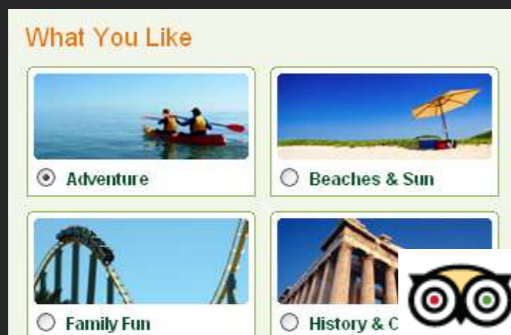 What You Like
Adventure
Beaches & Sun
Family Fun
History &